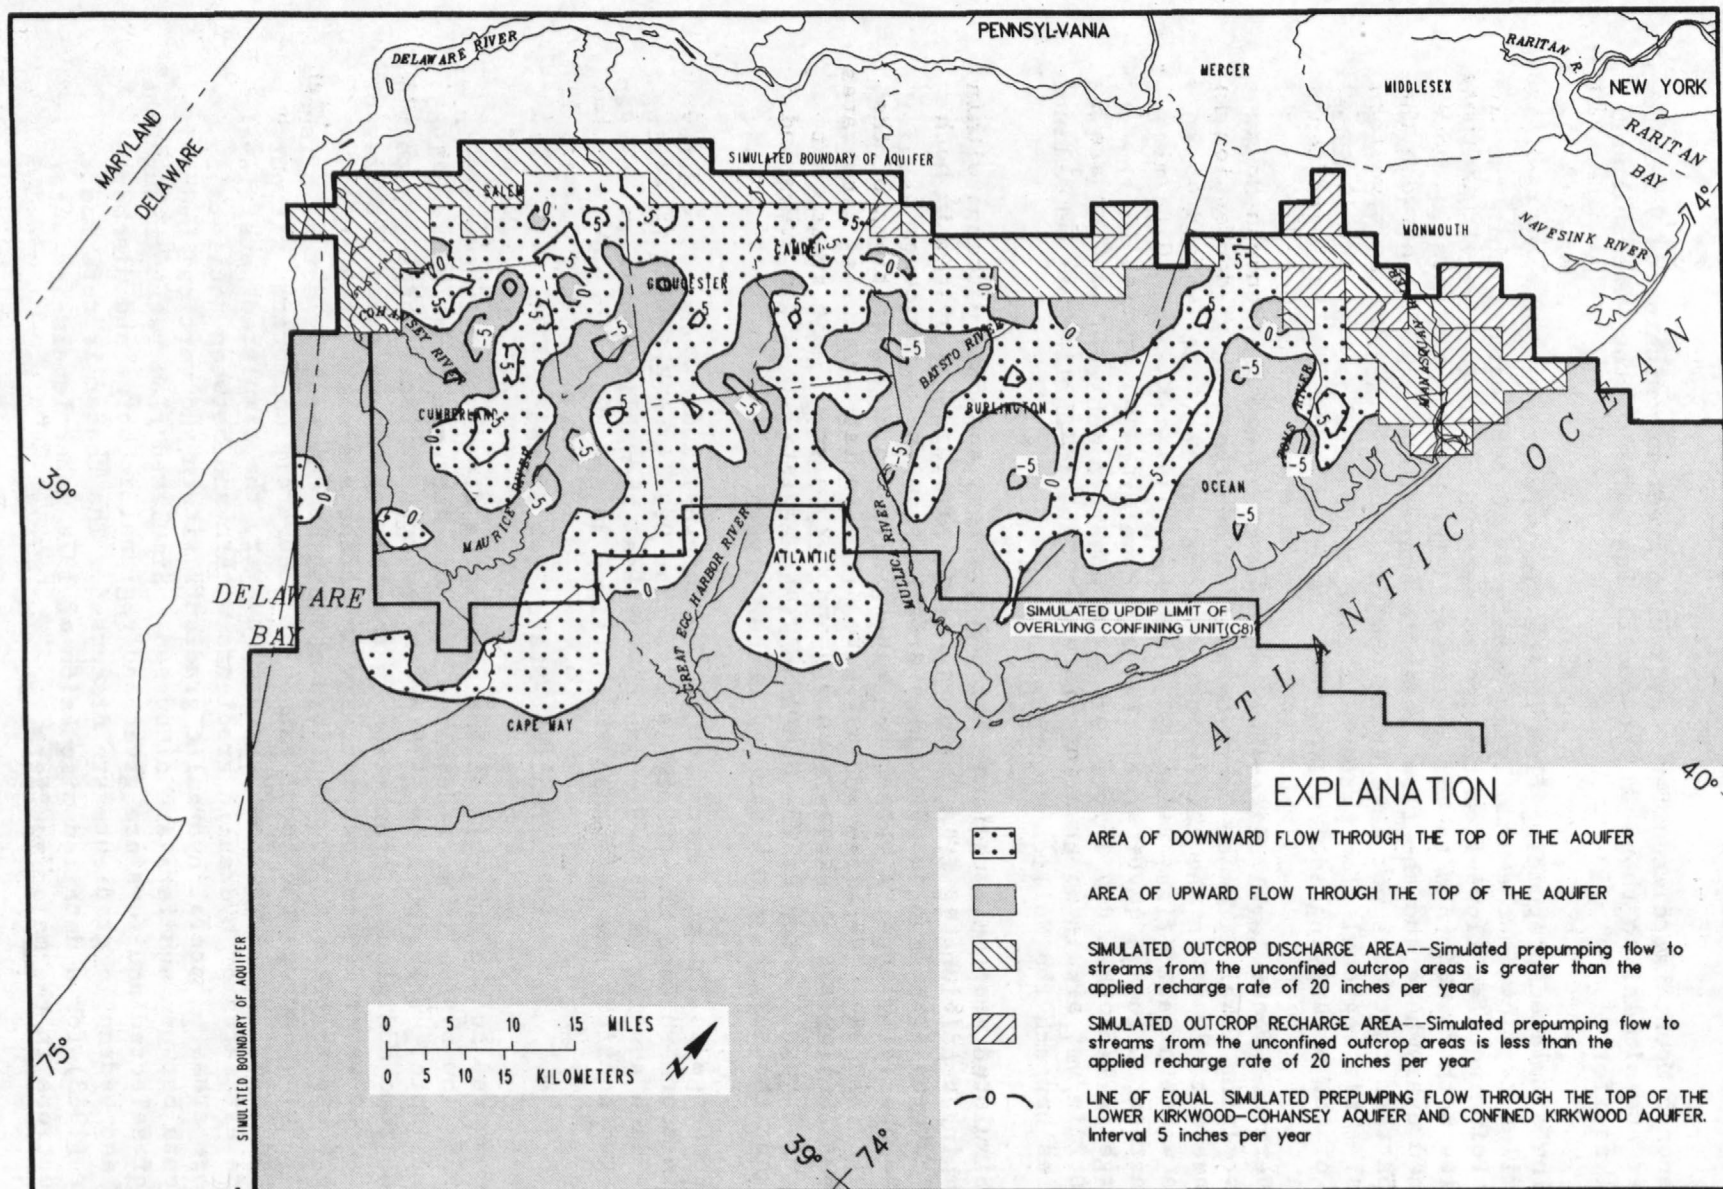 PENNSYLVANIA
DELAWARE RIVER
MERCER
MIDDLESEX
RARITAN R
NEW YORK
RARITAN
BAY
74°
NAVESINK RIVER
MONMOUTH
MARYLAND
DELAWARE
SIMULATED BOUNDARY OF AQUIFER
SALEM
CAMDEN
GLOUCESTER
COHANSEY RIVER
BATSTO RIVER
MANASQUAN RIVER
CUMBERLAND
BURLINGTON
TOMS RIVER
OCEAN
39°
MAURICE RIVER
MULLICA RIVER
GREAT EGG HARBOR RIVER
ATLANTIC
DELAWARE
BAY
SIMULATED UPDIP LIMIT OF
OVERLYING CONFINING UNIT(C8)
CAPE MAY
ATLANTIC OCEAN
40°
75°
SIMULATED BOUNDARY OF AQUIFER
39°
74°
0 5 10 15 MILES
0 5 10 15 KILOMETERS
N
EXPLANATION
AREA OF DOWNWARD FLOW THROUGH THE TOP OF THE AQUIFER
AREA OF UPWARD FLOW THROUGH THE TOP OF THE AQUIFER
SIMULATED OUTCROP DISCHARGE AREA--Simulated prepumping flow to
streams from the unconfined outcrop areas is greater than the
applied recharge rate of 20 inches per year
SIMULATED OUTCROP RECHARGE AREA--Simulated prepumping flow to
streams from the unconfined outcrop areas is less than the
applied recharge rate of 20 inches per year
0
LINE OF EQUAL SIMULATED PREPUMPING FLOW THROUGH THE TOP OF THE
LOWER KIRKWOOD-COHANSEY AQUIFER AND CONFINED KIRKWOOD AQUIFER.
Interval 5 inches per year